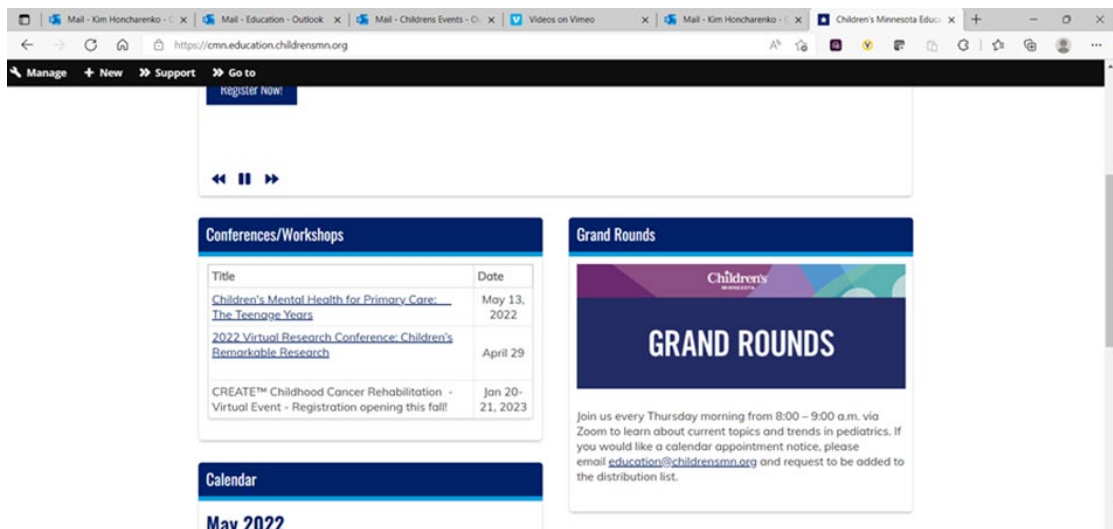 Mail - Kim Honcharenko - C
Mail - Education - Outlook
Mail - Childrens Events - O
Videos on Vimeo
Mail - Kim Honcharenko - (
Children's Minnesota Educ
https://cmn.education.childrensmn.org
Manage + New Support Go to
Register Now!
Conferences/Workshops
Title Date
Children's Mental Health for Primary Care:
The Teenage Years
May 13,
2022
2022 Virtual Research Conference: Children's
Remarkable Research
April 29
CREATE™ Childhood Cancer Rehabilitation -
Virtual Event - Registration opening this fall!
Jan 20-
21, 2023
Calendar
May 2022
Grand Rounds
Children's
MINNESOTA
GRAND ROUNDS
Join us every Thursday morning from 8:00 – 9:00 a.m. via
Zoom to learn about current topics and trends in pediatrics. If
you would like a calendar appointment notice, please
email education@childrensmn.org and request to be added to
the distribution list.